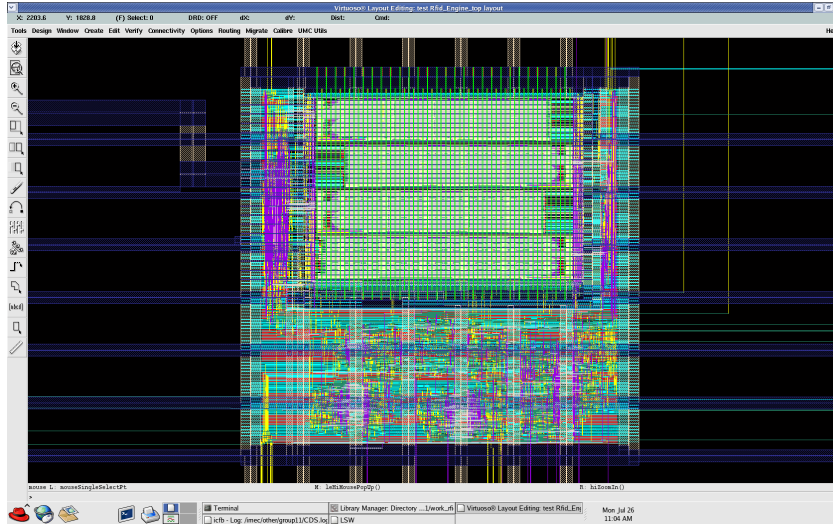 Virtuoso® Layout Editing: test Rfid_Engine_top layout
X: 2203.6 Y: 1028.8 (F) Select: 0 DRD: OFF dX: dY: Dist: Cmd:
Tools Design Window Create Edit Verify Connectivity Options Routing Migrate Calibre UMC Utils He
[abcd]
mouse L: mouseSingleSelectPt M: leHiMousePopUp() R: hiZoomIn()
>
Terminal Library Manager: Directory ...1/work_rfi Virtuoso® Layout Editing: test Rfid_Eng
icfb - Log: /imec/other/group11/CDS.log LSW
Mon Jul 26
11:04 AM